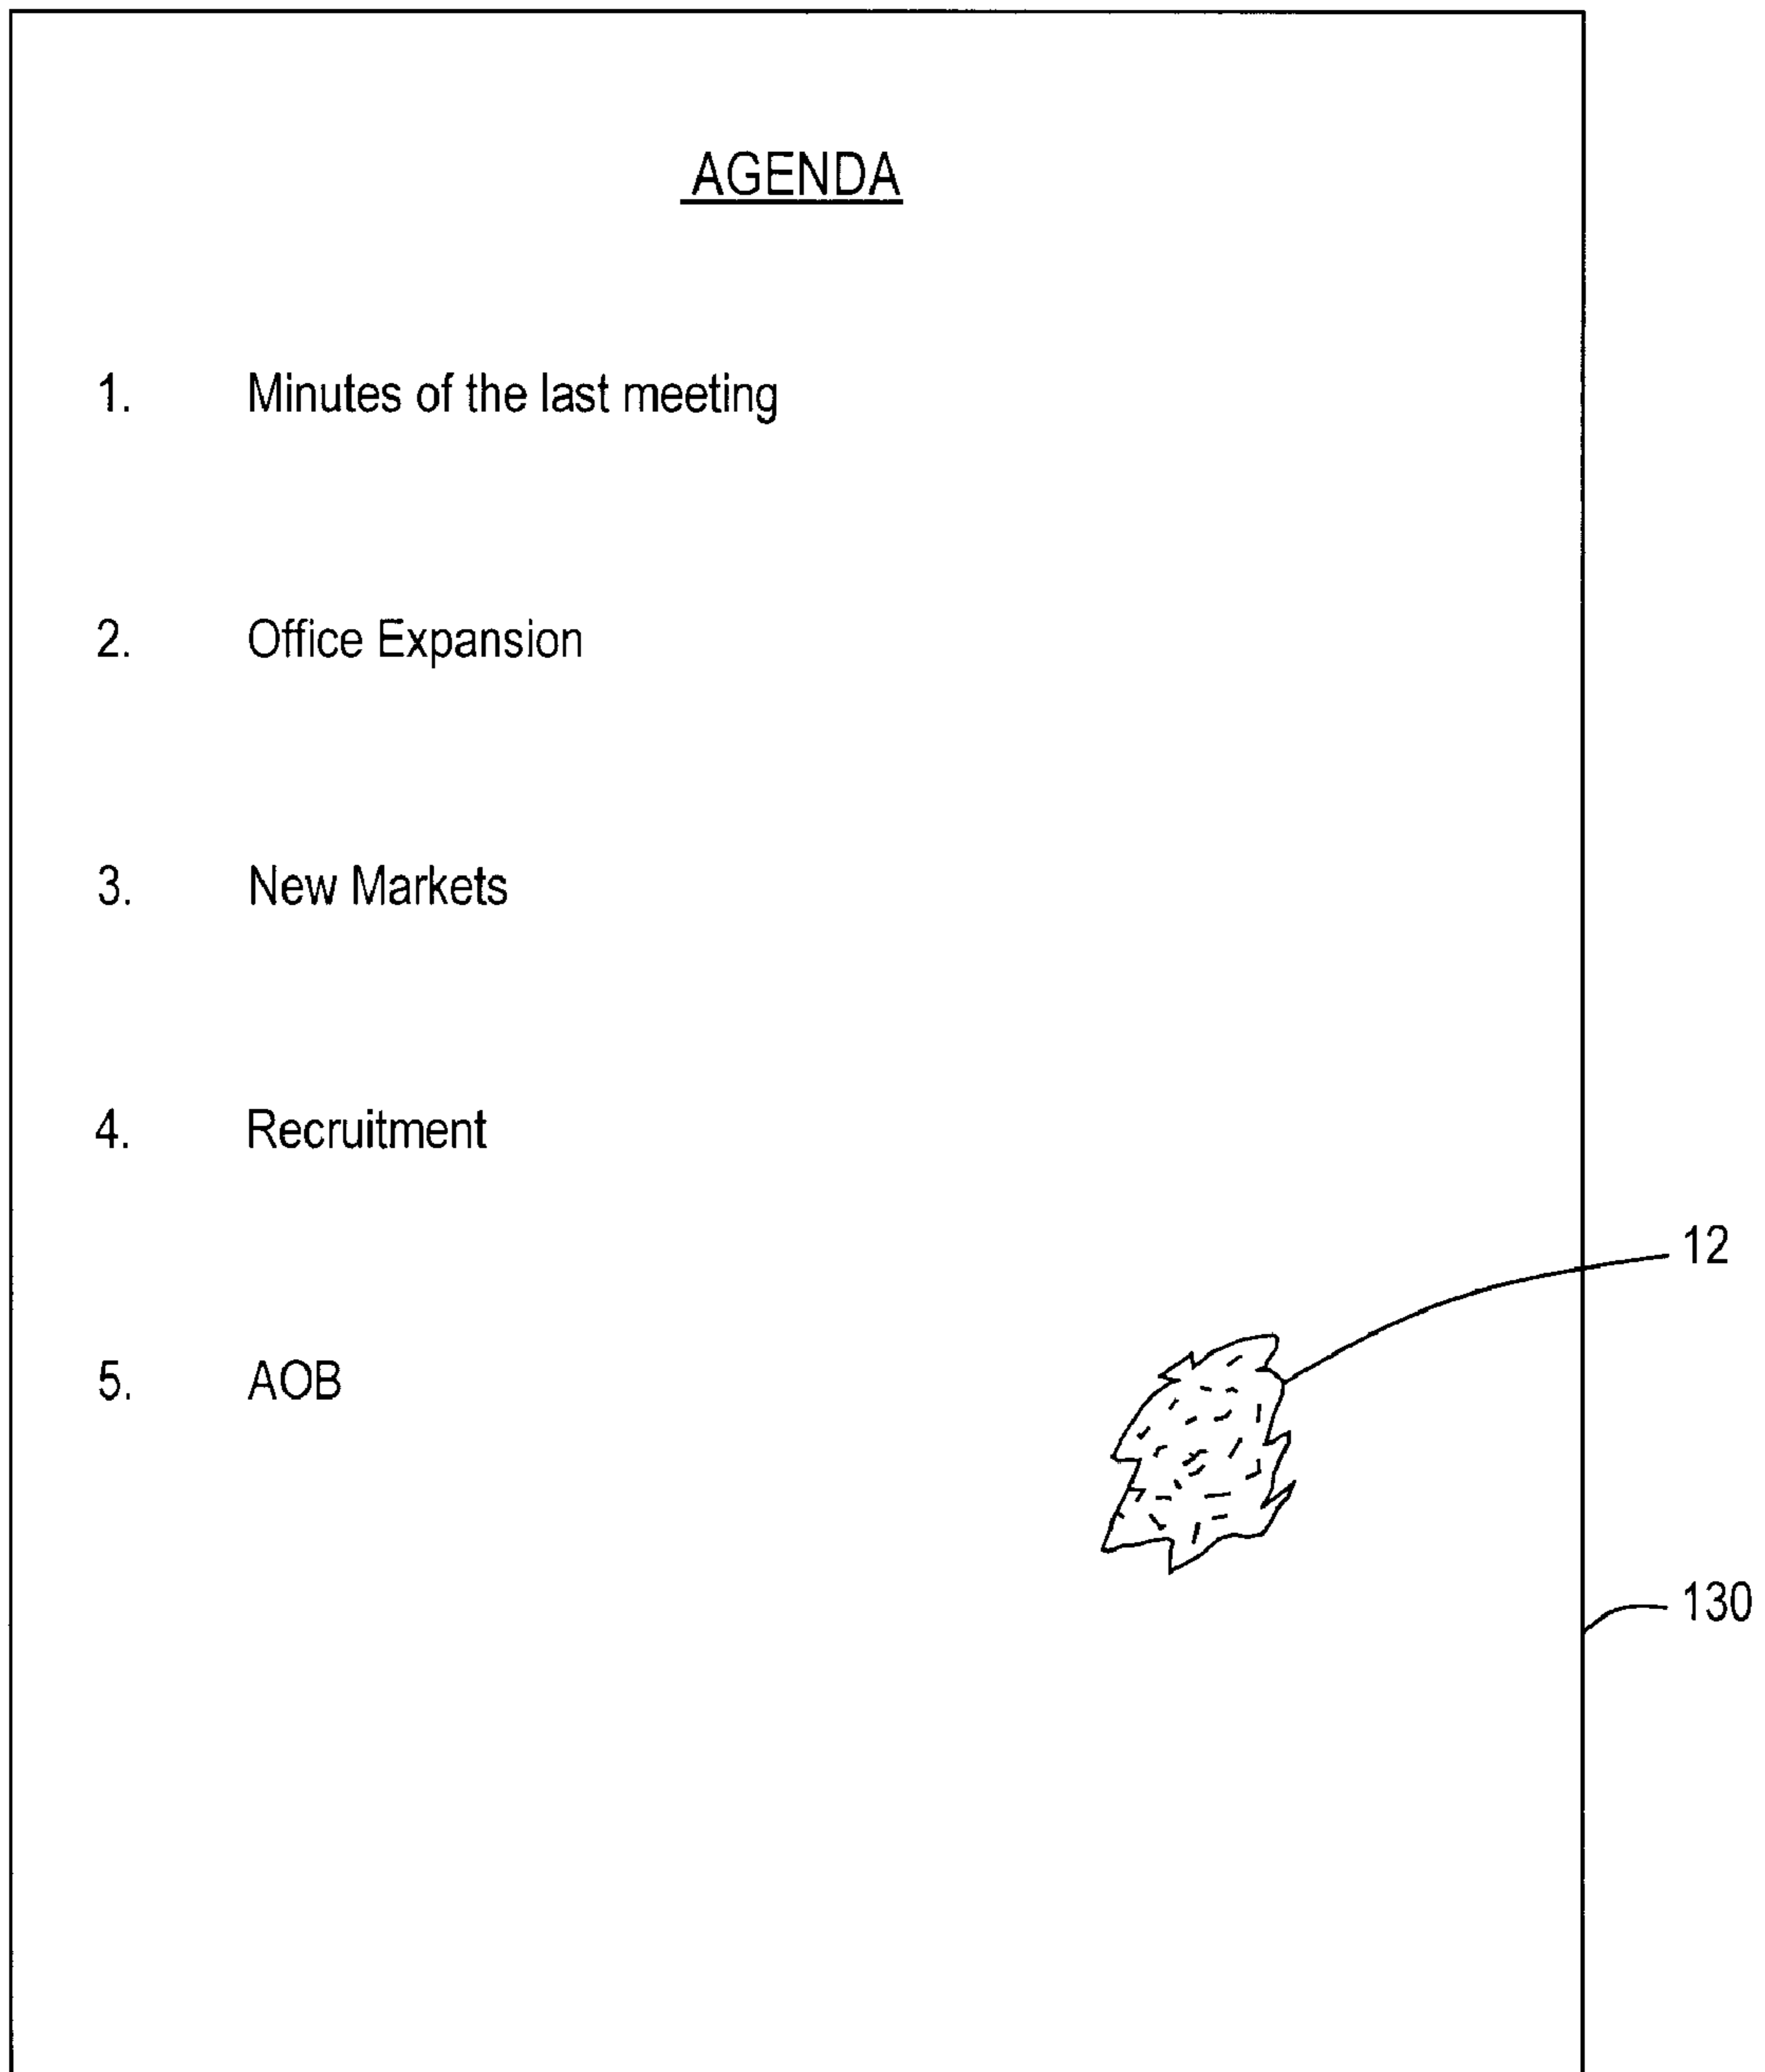 AGENDA
1. Minutes of the last meeting
2. Office Expansion
3. New Markets
4. Recruitment
12
5. AOB
130